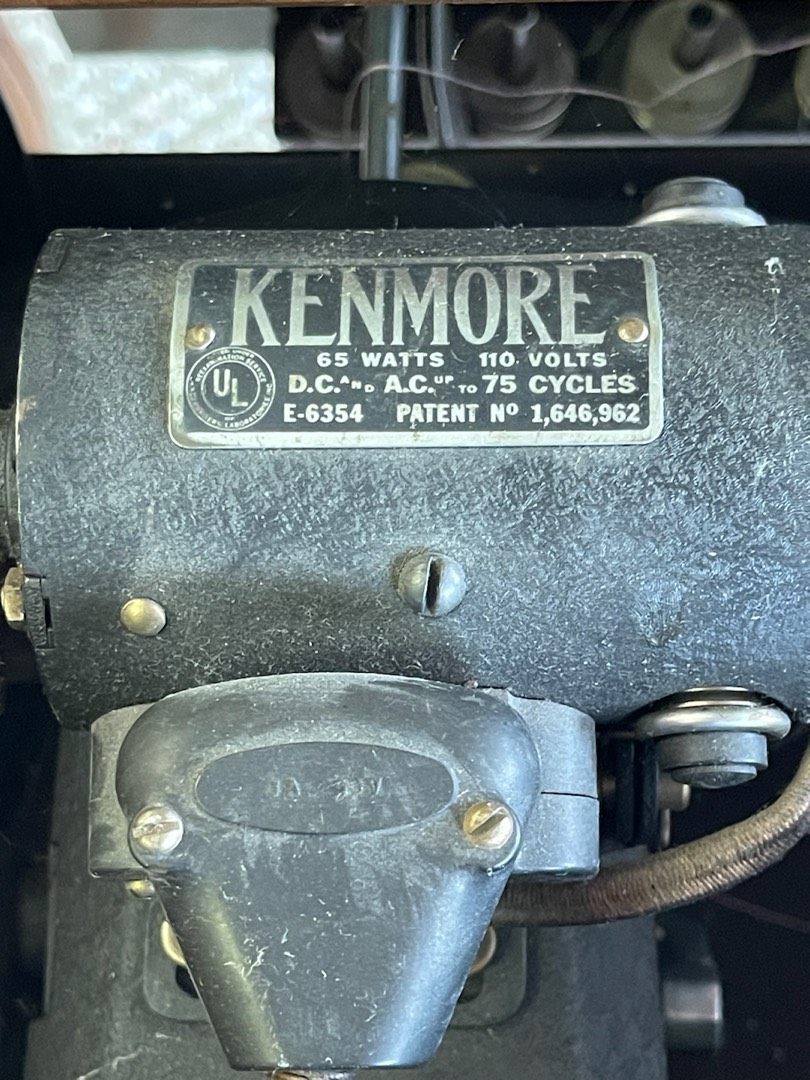 KENMORE
65 WATTS 110 VOLTS
UL
D.C. AND A.C. UP TO 75 CYCLES
E-6354 PATENT Nº 1,646,962